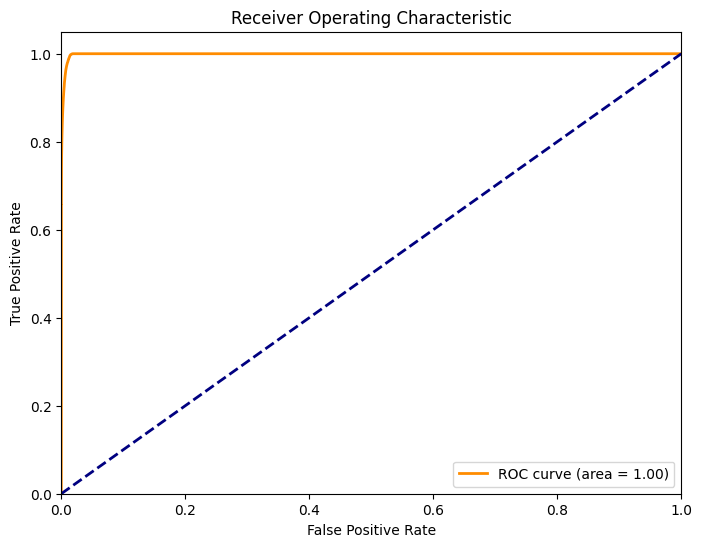 Receiver Operating Characteristic
True Positive Rate
1.0
0.8
0.6
0.4
0.2
0.0
ROC curve (area = 1.00)
0.0 0.2 0.4 0.6 0.8 1.0
False Positive Rate